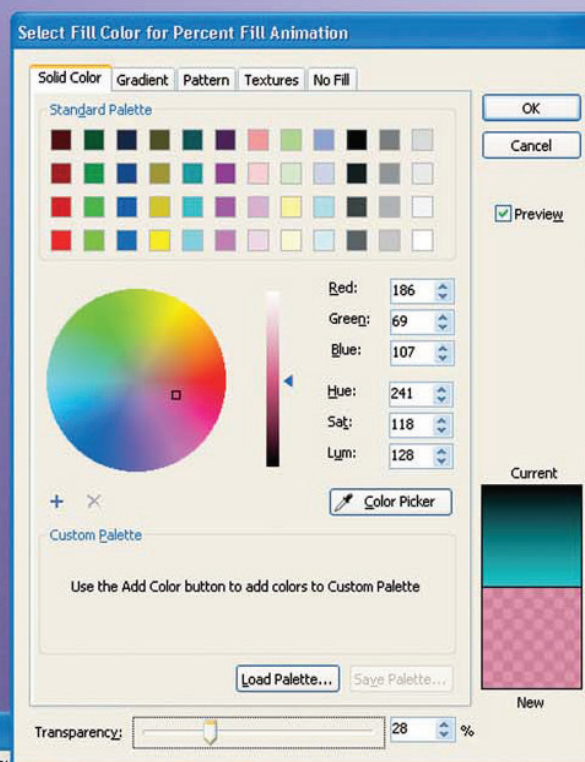 Select Fill Color for Percent Fill Animation
Solid Color Gradient Pattern Textures No Fill
Standard Palette
OK
Cancel
Preview
Red: 186
Green: 69
Blue: 107
Hue: 241
Sat: 118
Lum: 128
Color Picker
Current
Custom Palette
Use the Add Color button to add colors to Custom Palette
Load Palette... Save Palette...
New
Transparency: 28 %